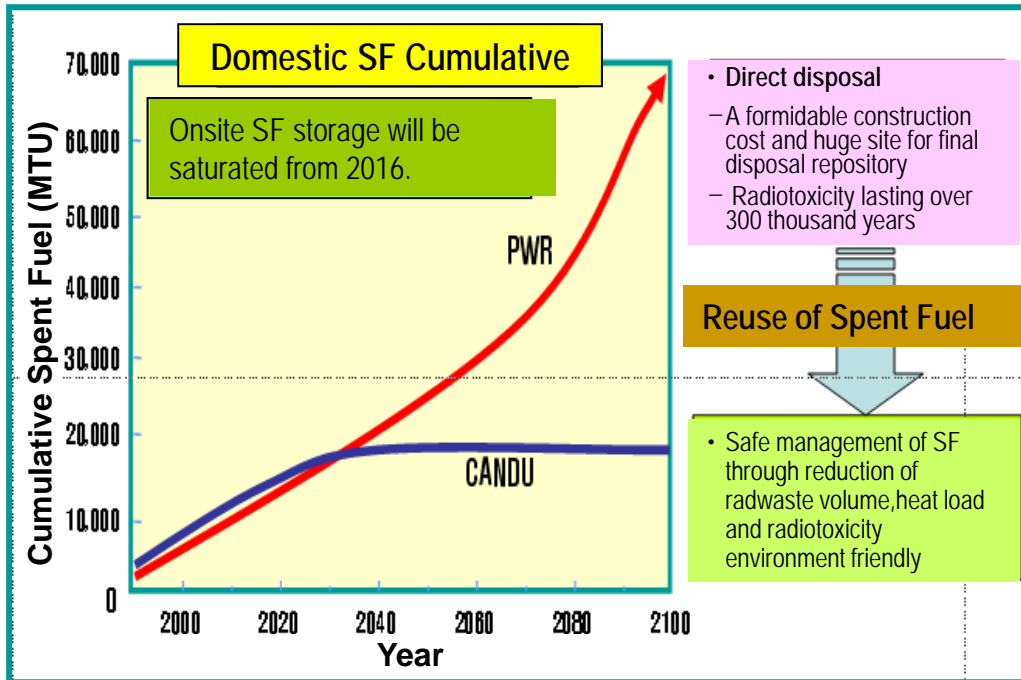 Domestic SF Cumulative
Onsite SF storage will be
saturated from 2016.
Cumulative Spent Fuel (MTU)
70,000
60,000
50,000
40,000
30,000
20,000
10,000
0
PWR
CANDU
2000 2020 2040 2060 2080 2100
Year
• Direct disposal
– A formidable construction
cost and huge site for final
disposal repository
– Radiotoxicity lasting over
300 thousand years
Reuse of Spent Fuel
• Safe management of SF
through reduction of
radwaste volume,heat load
and radiotoxicity
environment friendly